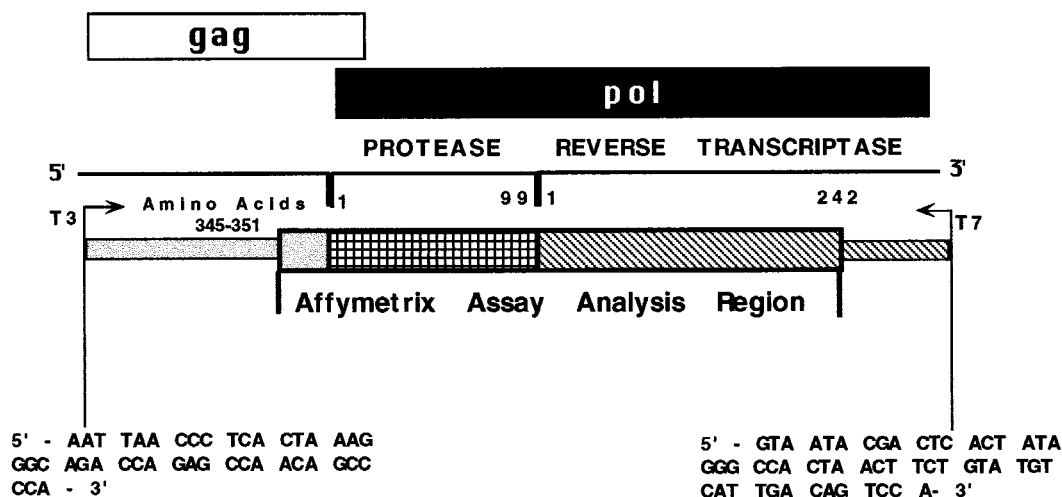 gag
pol
PROTEASE REVERSE TRANSCRIPTASE
5' 3'
1 99 1 242
T3 Amino Acids T7
345-351
Affymetrix Assay Analysis Region
5' - AAT TAA CCC TCA CTA AAG
GGC AGA CCA GAG CCA ACA GCC
CCA - 3'
5' - GTA ATA CGA CTC ACT ATA
GGG CCA CTA ACT TCT GTA TGT
CAT TGA CAG TCC A- 3'